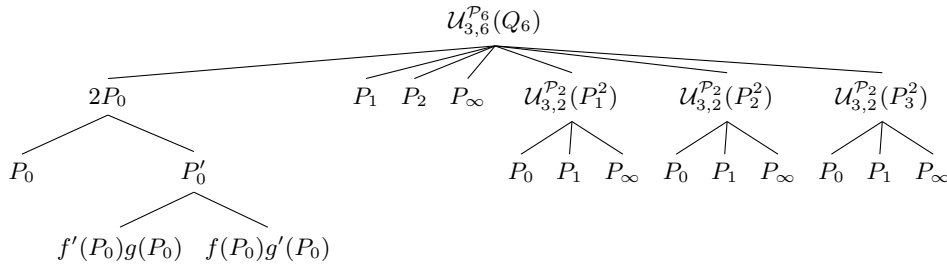 $\mathcal{U}_{3,6}^{\mathcal{P}_6}(Q_6)$
$2P_0$ $P_1$ $P_2$ $P_\infty$ $\mathcal{U}_{3,2}^{\mathcal{P}_2}(P_1^2)$ $\mathcal{U}_{3,2}^{\mathcal{P}_2}(P_2^2)$ $\mathcal{U}_{3,2}^{\mathcal{P}_2}(P_3^2)$
$P_0$ $P_0'$ $P_0$ $P_1$ $P_\infty$ $P_0$ $P_1$ $P_\infty$ $P_0$ $P_1$ $P_\infty$
$f'(P_0)g(P_0)$ $f(P_0)g'(P_0)$